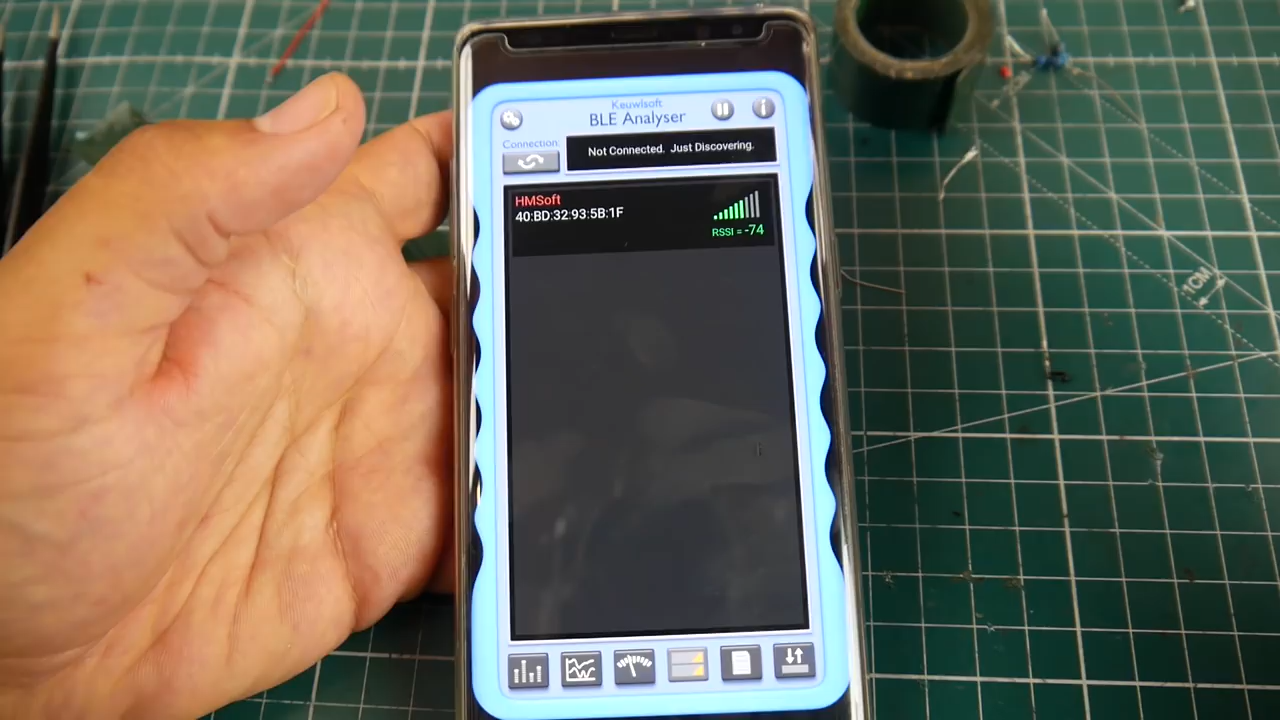 Keuwlsoft
BLE Analyser
Connection:
Not Connected. Just Discovering.
HMSoft
40:BD:32:93:5B:1F
RSSI = -74
1CM